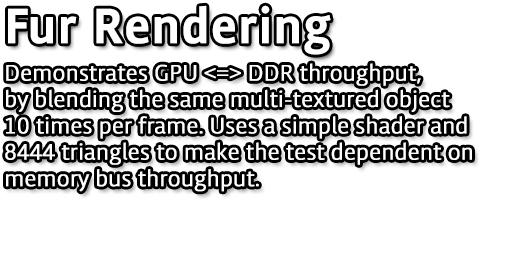 Fur Rendering
Demonstrates GPU <=> DDR throughput,
by blending the same multi-textured object
10 times per frame. Uses a simple shader and
8444 triangles to make the test dependent on
memory bus throughput.